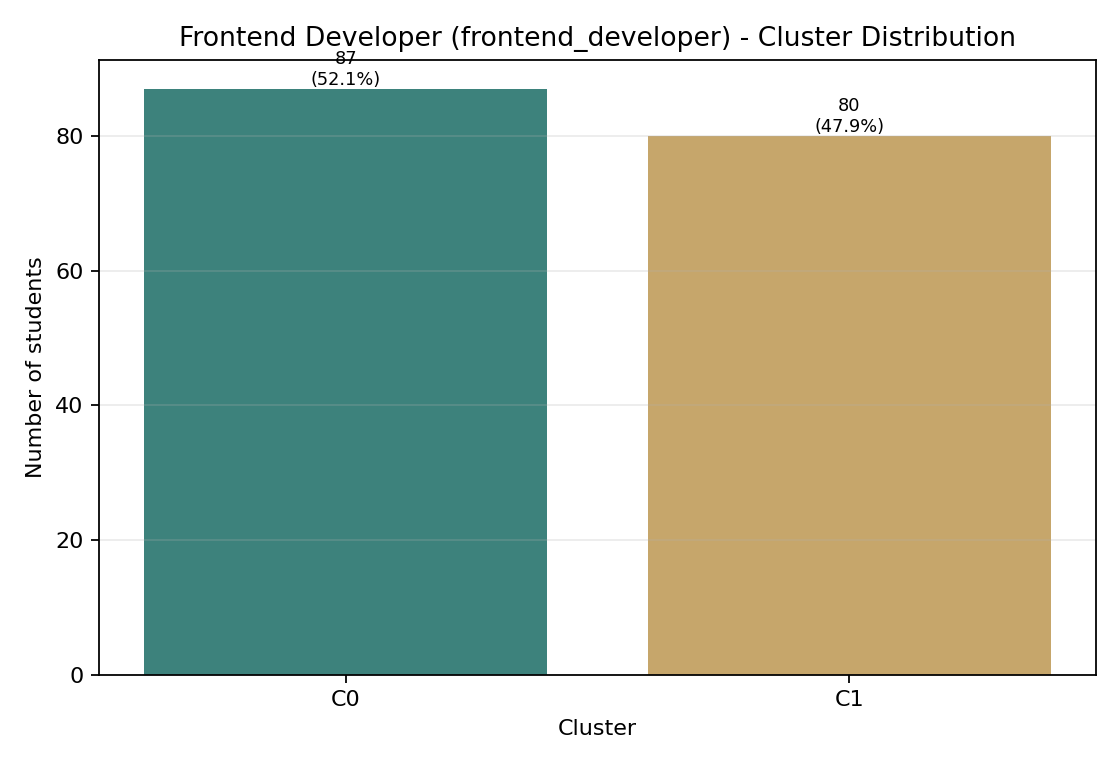 Frontend Developer (frontend_developer) - Cluster Distribution
87
(52.1%)
80
(47.9%)
Number of students
80
60
40
20
0
C0
C1
Cluster